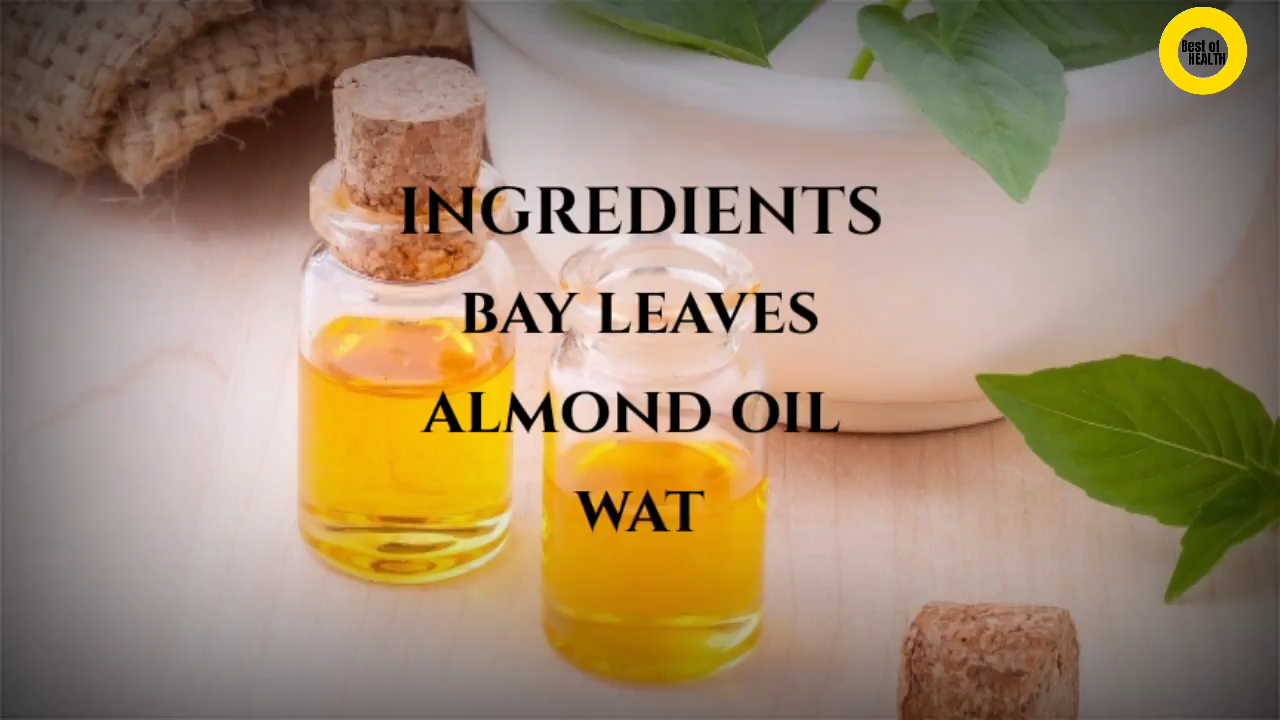 Best of
HEALTH
INGREDIENTS
BAY LEAVES
ALMOND OIL
WAT